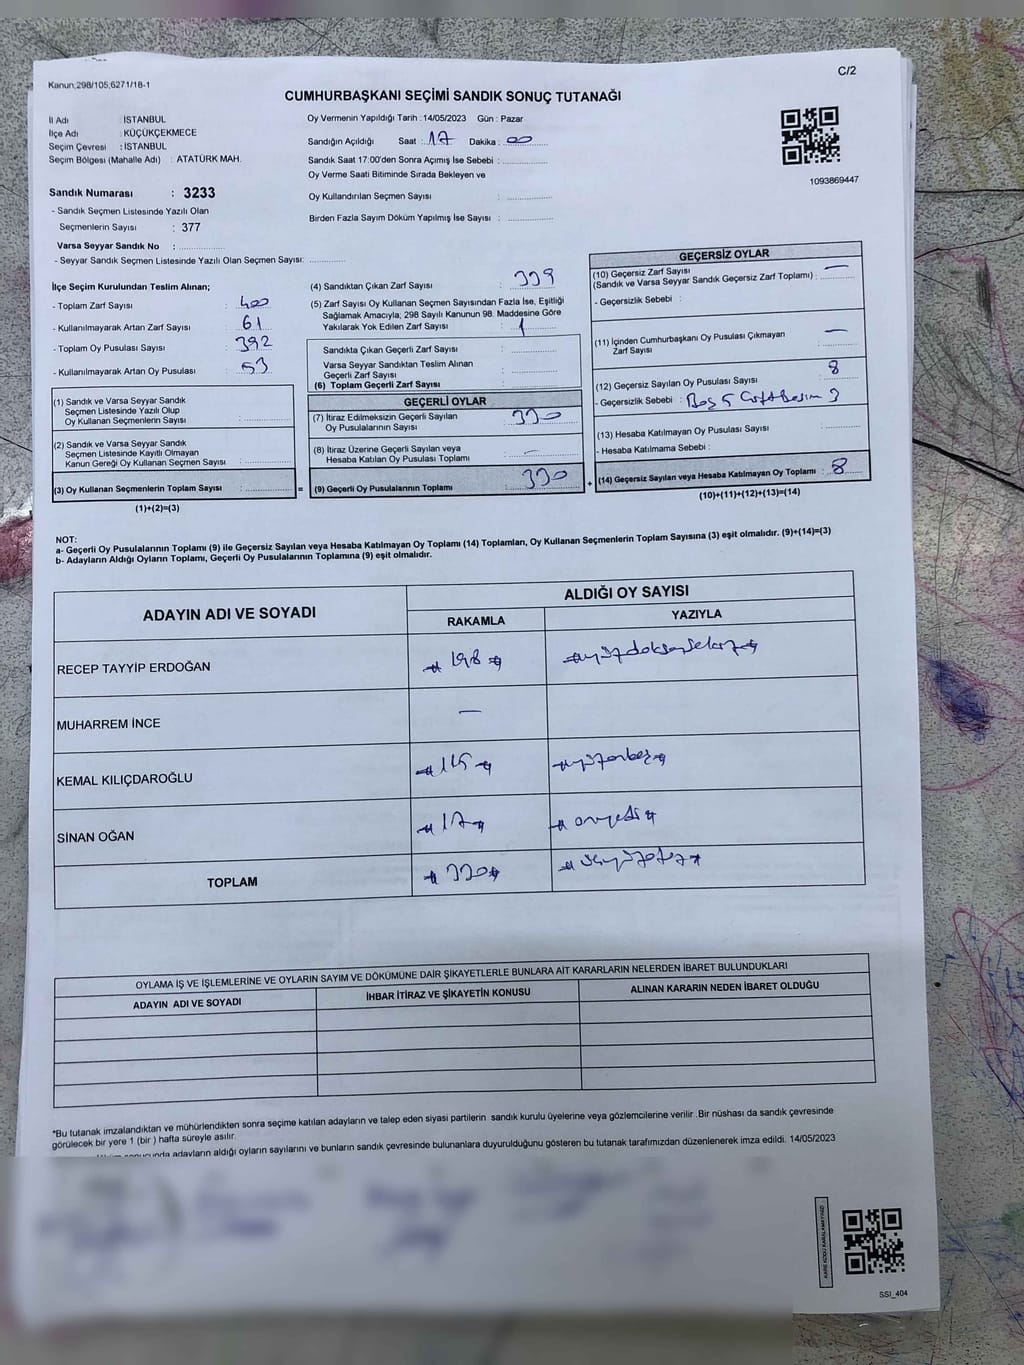 C/2
Kanun;298/105;6271/18-1
CUMHURBAŞKANI SEÇİMİ SANDIK SONUÇ TUTANAĞI
İl Adı : İSTANBUL
İlçe Adı : KÜÇÜKÇEKMECE
Seçim Çevresi : İSTANBUL
Seçim Bölgesi (Mahalle Adı) : ATATÜRK MAH.
Oy Vermenin Yapıldığı Tarih : 14/05/2023 Gün : Pazar
Sandığın Açıldığı Saat : 17 Dakika : 00
Sandık Saat 17:00'den Sonra Açımış İse Sebebi :
Oy Verme Saati Bitiminde Sırada Bekleyen ve
Oy Kullandırılan Seçmen Sayısı :
Birden Fazla Sayım Döküm Yapılmış İse Sayısı :
1093869447
Sandık Numarası : 3233
- Sandık Seçmen Listesinde Yazılı Olan
Seçmenlerin Sayısı : 377
Varsa Seyyar Sandık No :
- Seyyar Sandık Seçmen Listesinde Yazılı Olan Seçmen Sayısı:
İlçe Seçim Kurulundan Teslim Alınan;
- Toplam Zarf Sayısı : 400
- Kullanılmayarak Artan Zarf Sayısı : 61
- Toplam Oy Pusulası Sayısı : 392
- Kullanılmayarak Artan Oy Pusulası : 53
(1) Sandık ve Varsa Seyyar Sandık
Seçmen Listesinde Yazılı Olup
Oy Kullanan Seçmenlerin Sayısı :
(2) Sandık ve Varsa Seyyar Sandık
Seçmen Listesinde Kayıtlı Olmayan
Kanun Gereği Oy Kullanan Seçmen Sayısı :
(3) Oy Kullanan Seçmenlerin Toplam Sayısı : =
(1)+(2)=(3)
(4) Sandıktan Çıkan Zarf Sayısı : 339
(5) Zarf Sayısı Oy Kullanan Seçmen Sayısından Fazla İse, Eşitliği
Sağlamak Amacıyla; 298 Sayılı Kanunun 98. Maddesine Göre
Yakılarak Yok Edilen Zarf Sayısı : 1
Sandıkta Çıkan Geçerli Zarf Sayısı :
Varsa Seyyar Sandıktan Teslim Alınan
Geçerli Zarf Sayısı :
(6) Toplam Geçerli Zarf Sayısı :
GEÇERLİ OYLAR
(7) İtiraz Edilmeksizin Geçerli Sayılan
Oy Pusulalarının Sayısı : 330
(8) İtiraz Üzerine Geçerli Sayılan veya
Hesaba Katılan Oy Pusulası Toplamı : —
(9) Geçerli Oy Pusulalarının Toplamı : 330 +
GEÇERSİZ OYLAR
(10) Geçersiz Zarf Sayısı
(Sandık ve Varsa Seyyar Sandık Geçersiz Zarf Toplamı) : —
- Geçersizlik Sebebi :
(11) İçinden Cumhurbaşkanı Oy Pusulası Çıkmayan
Zarf Sayısı : —
(12) Geçersiz Sayılan Oy Pusulası Sayısı : 8
- Geçersizlik Sebebi : Boş 5 Çift Basım 3
(13) Hesaba Katılmayan Oy Pusulası Sayısı :
- Hesaba Katılmama Sebebi :
(14) Geçersiz Sayılan veya Hesaba Katılmayan Oy Toplamı : 8
(10)+(11)+(12)+(13)=(14)
NOT:
a- Geçerli Oy Pusulalarının Toplamı (9) ile Geçersiz Sayılan veya Hesaba Katılmayan Oy Toplamı (14) Toplamları, Oy Kullanan Seçmenlerin Toplam Sayısına (3) eşit olmalıdır. (9)+(14)=(3)
b- Adayların Aldığı Oyların Toplamı, Geçerli Oy Pusulalarının Toplamına (9) eşit olmalıdır.
ADAYIN ADI VE SOYADI ALDIĞI OY SAYISI
RAKAMLA YAZIYLA
RECEP TAYYİP ERDOĞAN #198# #yüzdoksansekiz#
MUHARREM İNCE —
KEMAL KILIÇDAROĞLU #115# #yüzonbeş#
SİNAN OĞAN #17# #onyedi#
TOPLAM #330# #üçyüzotuz#
OYLAMA İŞ VE İŞLEMLERİNE VE OYLARIN SAYIM VE DÖKÜMÜNE DAİR ŞİKAYETLERLE BUNLARA AİT KARARLARIN NELERDEN İBARET BULUNDUKLARI
ADAYIN ADI VE SOYADI İHBAR İTİRAZ VE ŞİKAYETİN KONUSU ALINAN KARARIN NEDEN İBARET OLDUĞU
*Bu tutanak imzalandıktan ve mühürlendikten sonra seçime katılan adayların ve talep eden siyasi partilerin sandık kurulu üyelerine veya gözlemcilerine verilir .Bir nüshası da sandık çevresinde
görülecek bir yere 1 (bir ) hafta süreyle asılır.
adayların aldığı oyların sayılarını ve bunların sandık çevresinde bulunanlara duyurulduğunu gösteren bu tutanak tarafımızdan düzenlenerek imza edildi. 14/05/2023
KARE KODU KARALAMAYINIZ!
SSI_404